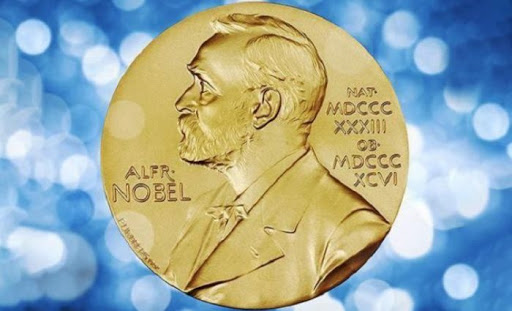 ALFR·
NOBEL
NAT·
MDCCC
XXXIII
OB·
MDCCC
XCVI